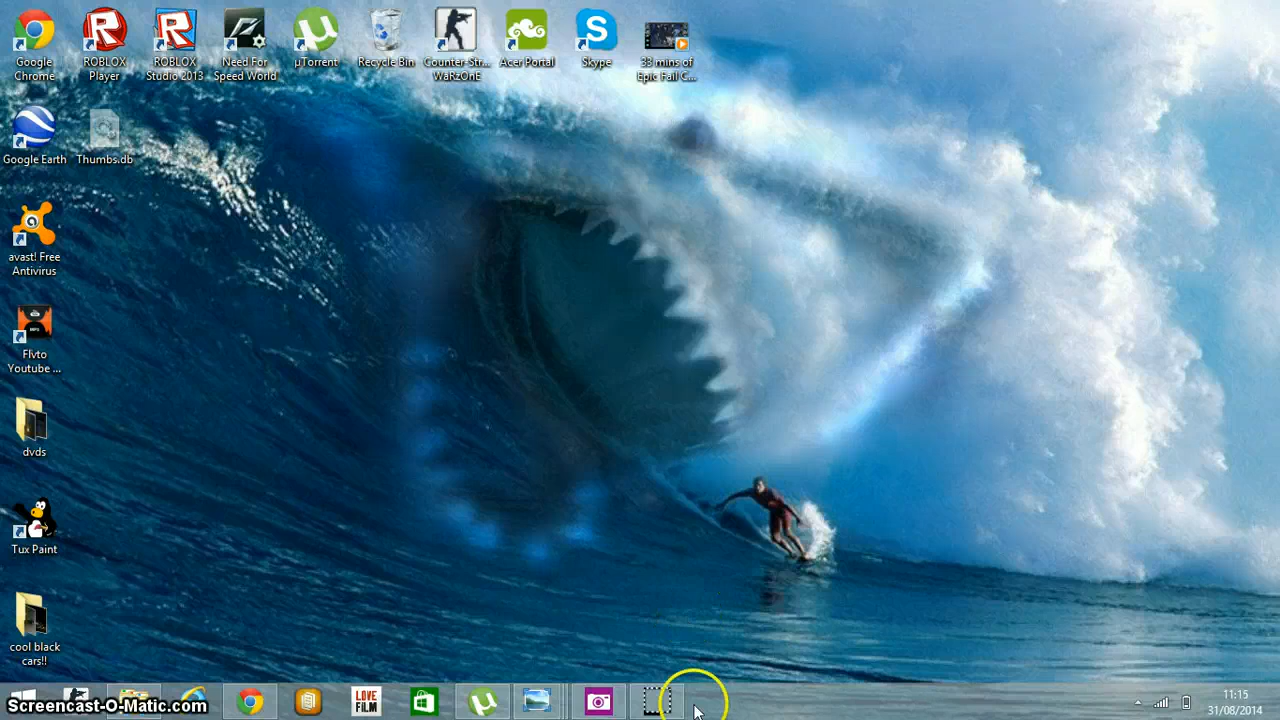 Google
Chrome
ROBLOX
Player
ROBLOX
Studio 2013
Need For
Speed World
µTorrent
Recycle Bin
Counter-Str...
WaRzOnE
Acer Portal
Skype
33 mins of
Epic Fail C...
Google Earth
Thumbs.db
avast! Free
Antivirus
Flvto
Youtube ...
dvds
Tux Paint
cool black
cars!!
LOVE
FiLM
Screencast-O-Matic.com
11:15
31/08/2014